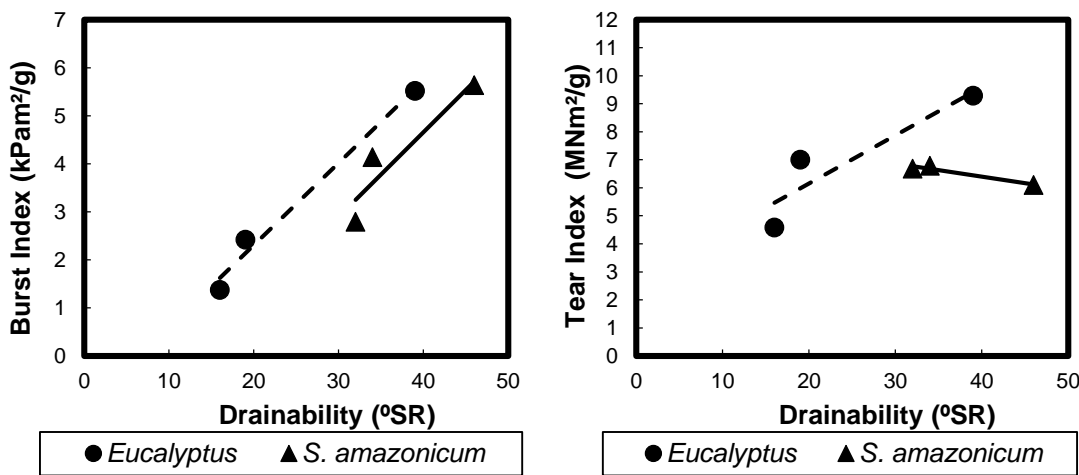 Burst Index (kPam²/g)
7
6
5
4
3
2
1
0
0 10 20 30 40 50
Drainability (ºSR)
Eucalyptus S. amazonicum
Tear Index (MNm²/g)
12
11
10
9
8
7
6
5
4
3
2
1
0
0 10 20 30 40 50
Drainability (ºSR)
Eucalyptus S. amazonicum